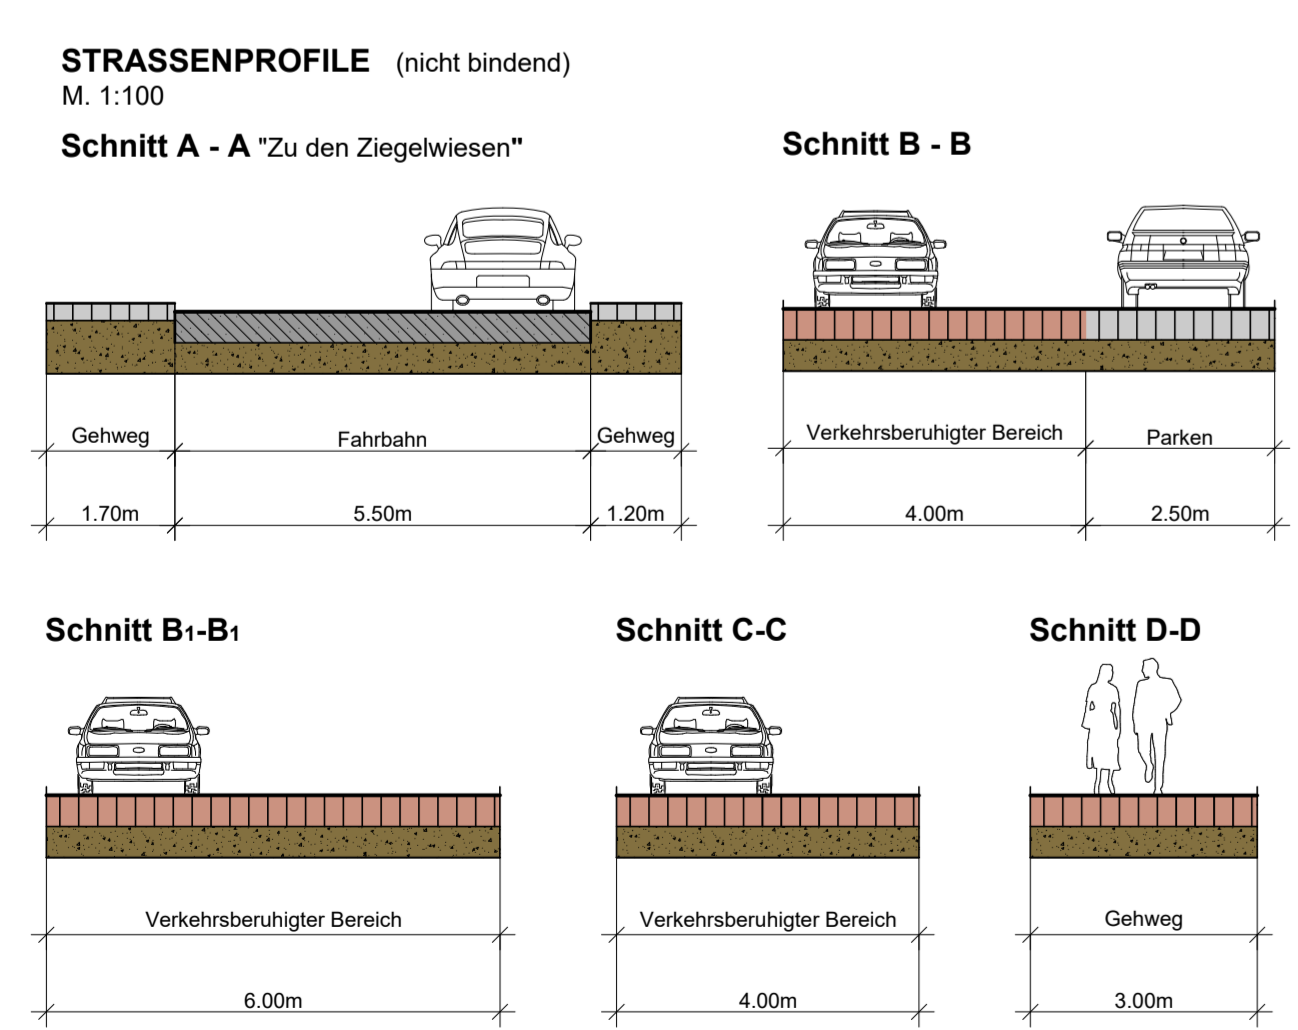 STRASSENPROFILE (nicht bindend)
M. 1:100
Schnitt A - A "Zu den Ziegelwiesen"
Schnitt B - B
Gehweg Fahrbahn Gehweg
1.70m 5.50m 1.20m
Verkehrsberuhigter Bereich Parken
4.00m 2.50m
Schnitt B1-B1
Schnitt C-C
Schnitt D-D
Verkehrsberuhigter Bereich
6.00m
Verkehrsberuhigter Bereich
4.00m
Gehweg
3.00m